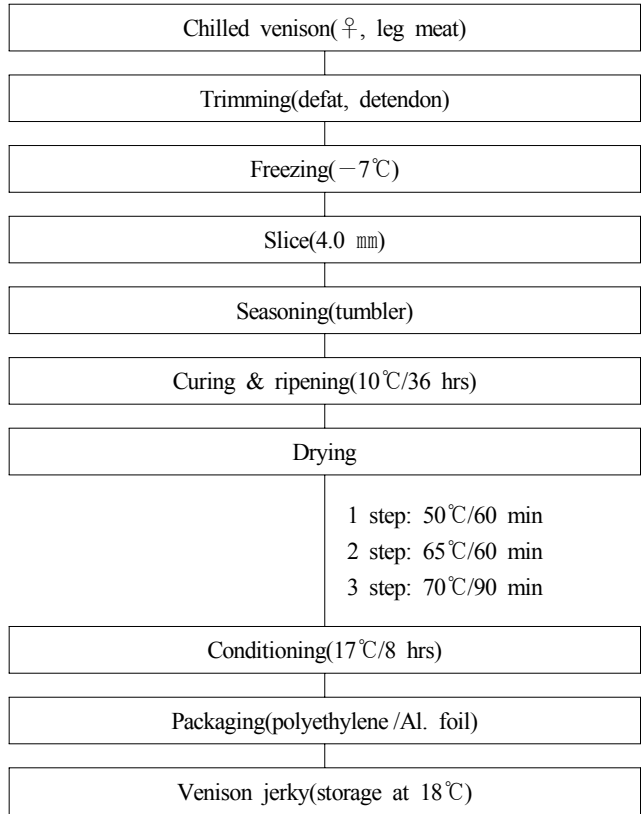 Chilled venison(♀, leg meat)
Trimming(defat, detendon)
Freezing(－7℃)
Slice(4.0 ㎜)
Seasoning(tumbler)
Curing & ripening(10℃/36 hrs)
Drying
1 step: 50℃/60 min
2 step: 65℃/60 min
3 step: 70℃/90 min
Conditioning(17℃/8 hrs)
Packaging(polyethylene/Al. foil)
Venison jerky(storage at 18℃)